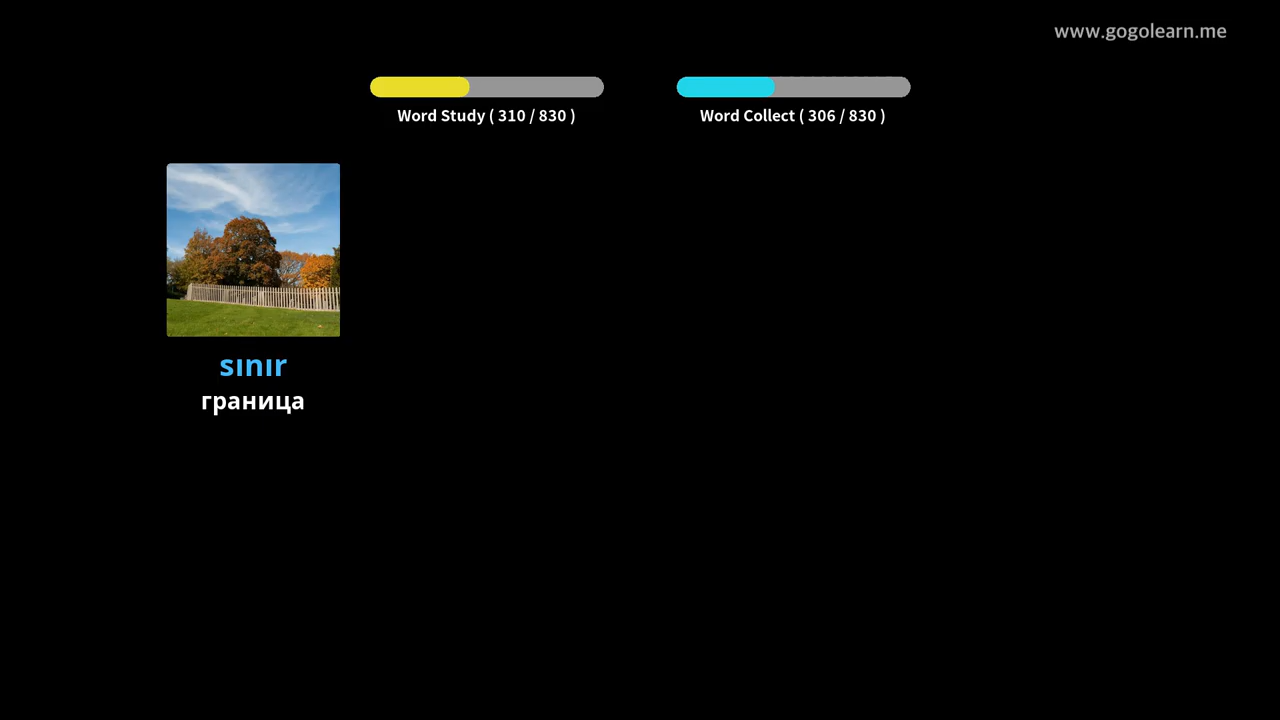 www.gogolearn.me
Word Study ( 310 / 830 )
Word Collect ( 306 / 830 )
sınır
граница